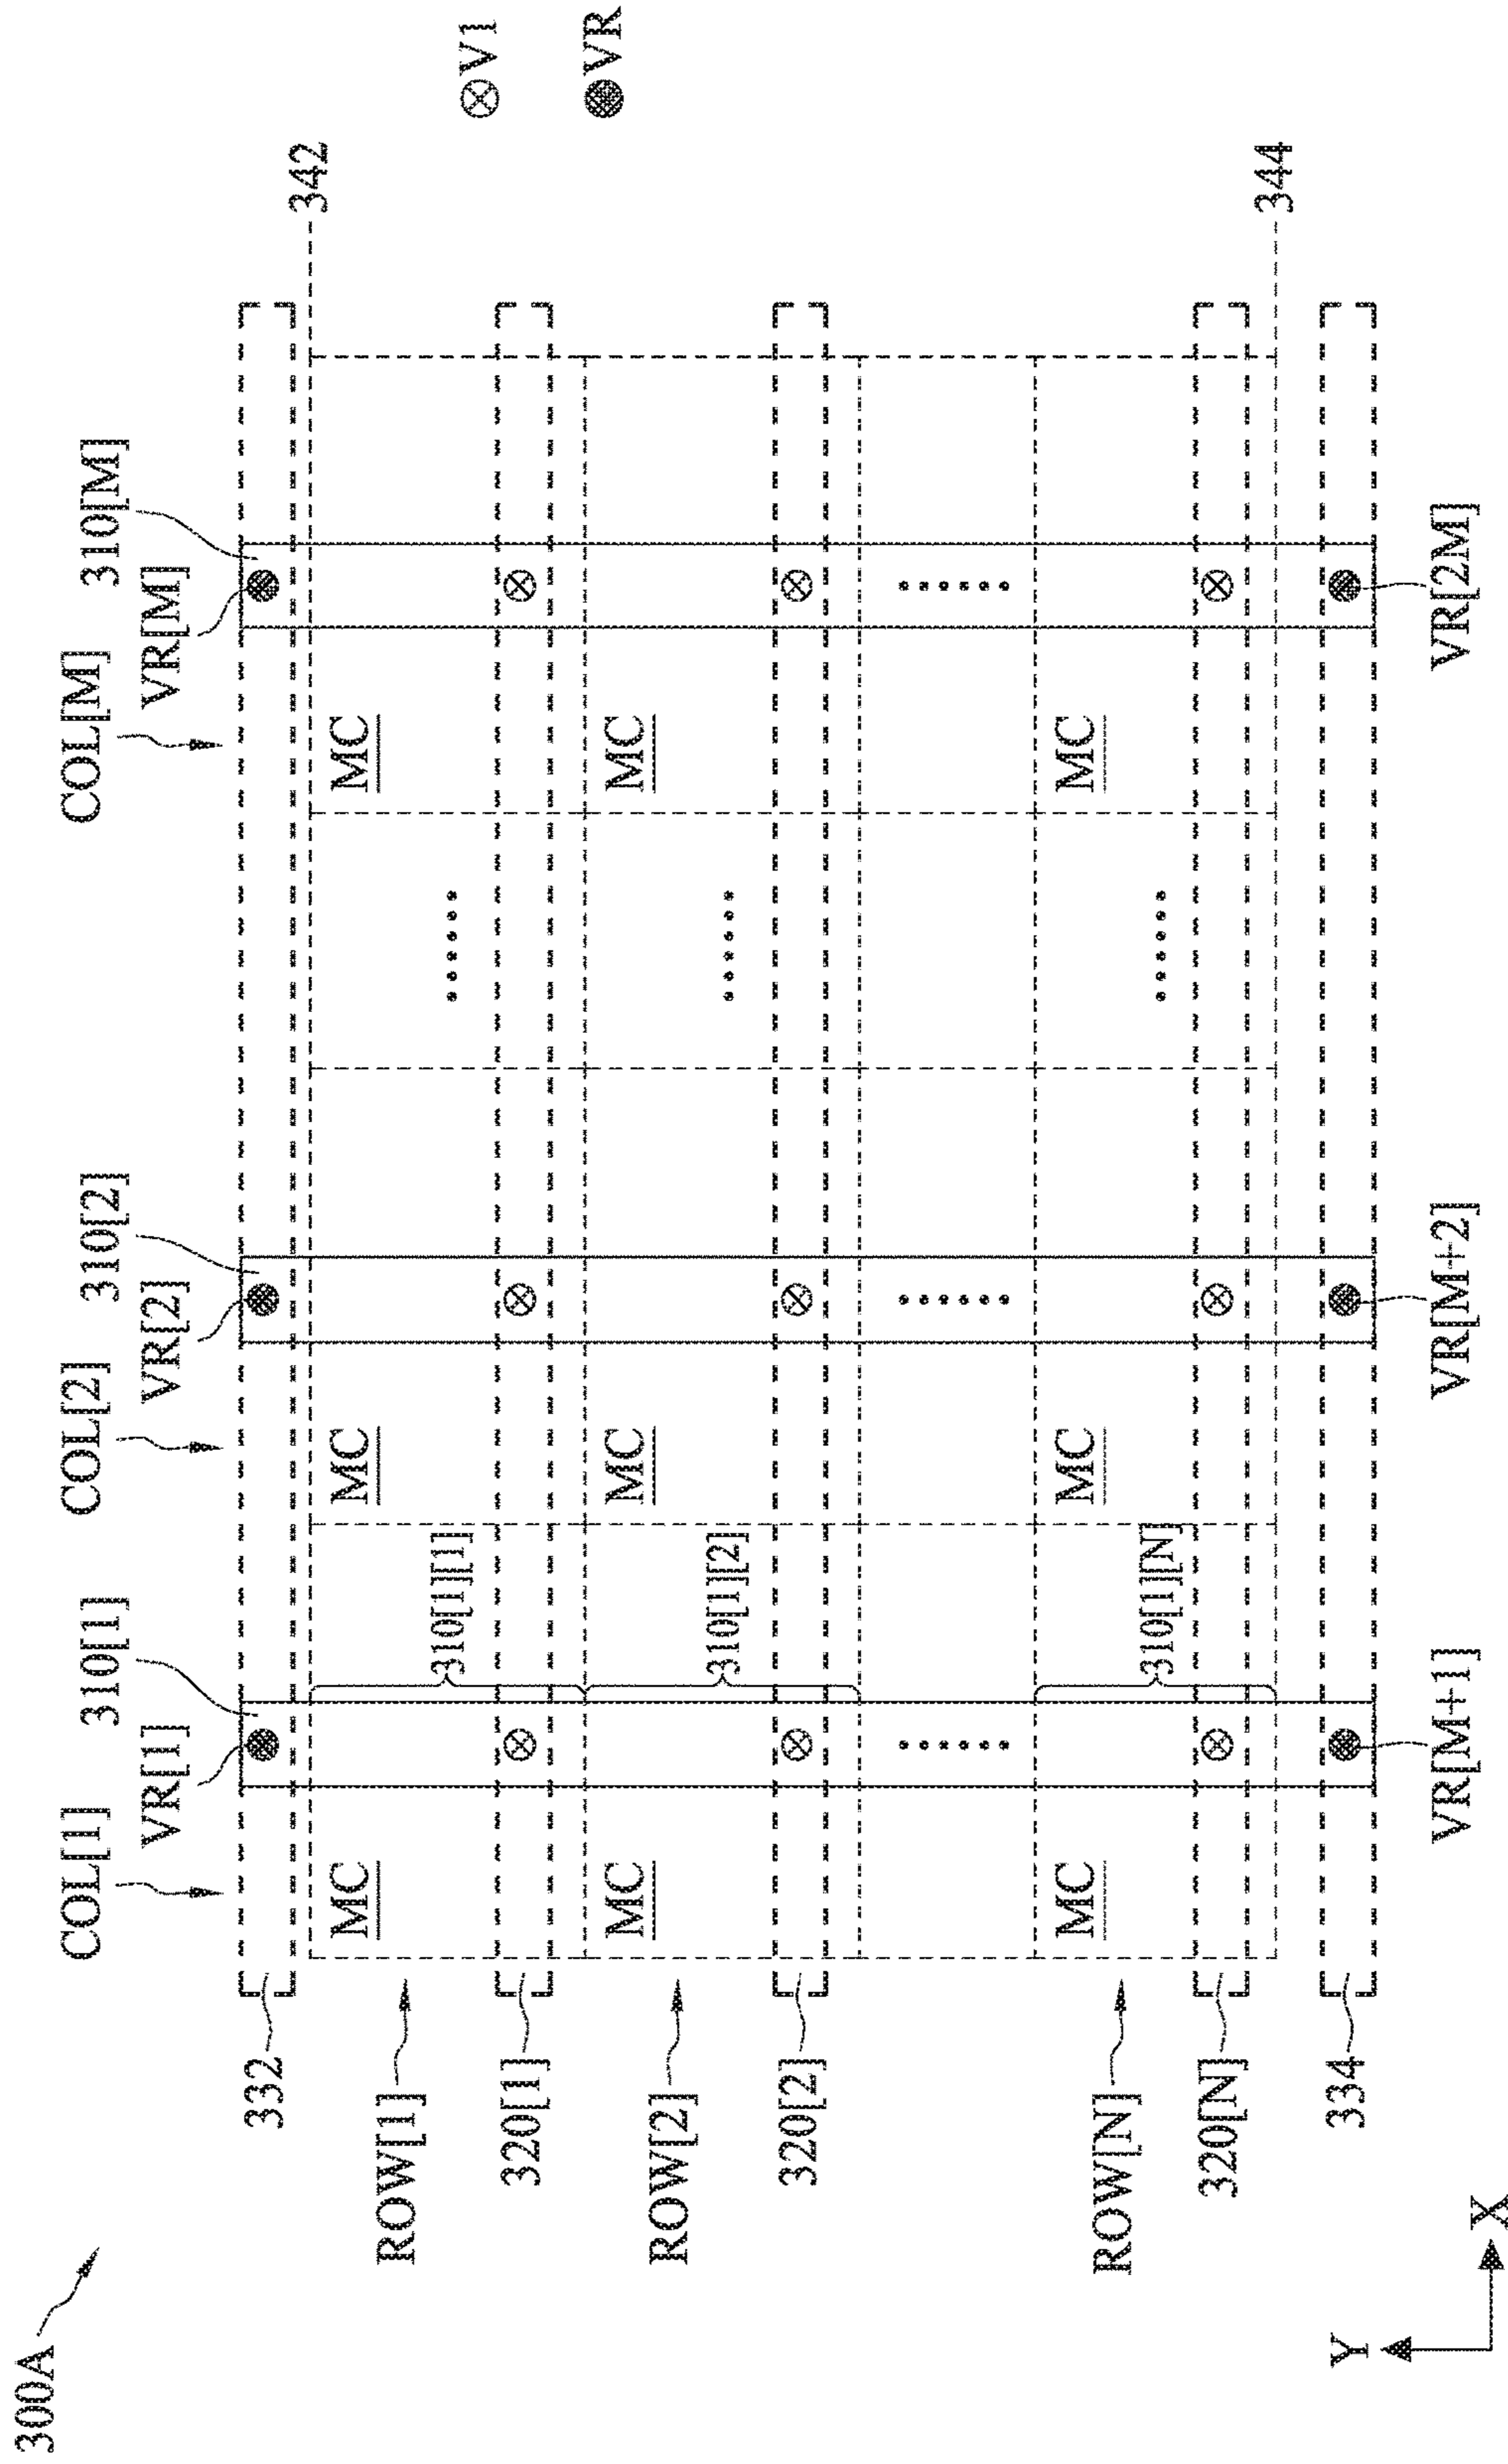 300A
COL[1]
COL[2]
COL[M]
310[1]
310[2]
310[M]
VR[1]
VR[2]
VR[M]
332
342
ROW[1]
MC
MC
MC
310[1][1]
320[1]
ROW[2]
MC
MC
MC
310[1][2]
320[2]
ROW[N]
MC
MC
MC
310[1][N]
320[N]
344
334
VR[M+1]
VR[M+2]
VR[2M]
V1
VR
Y
X